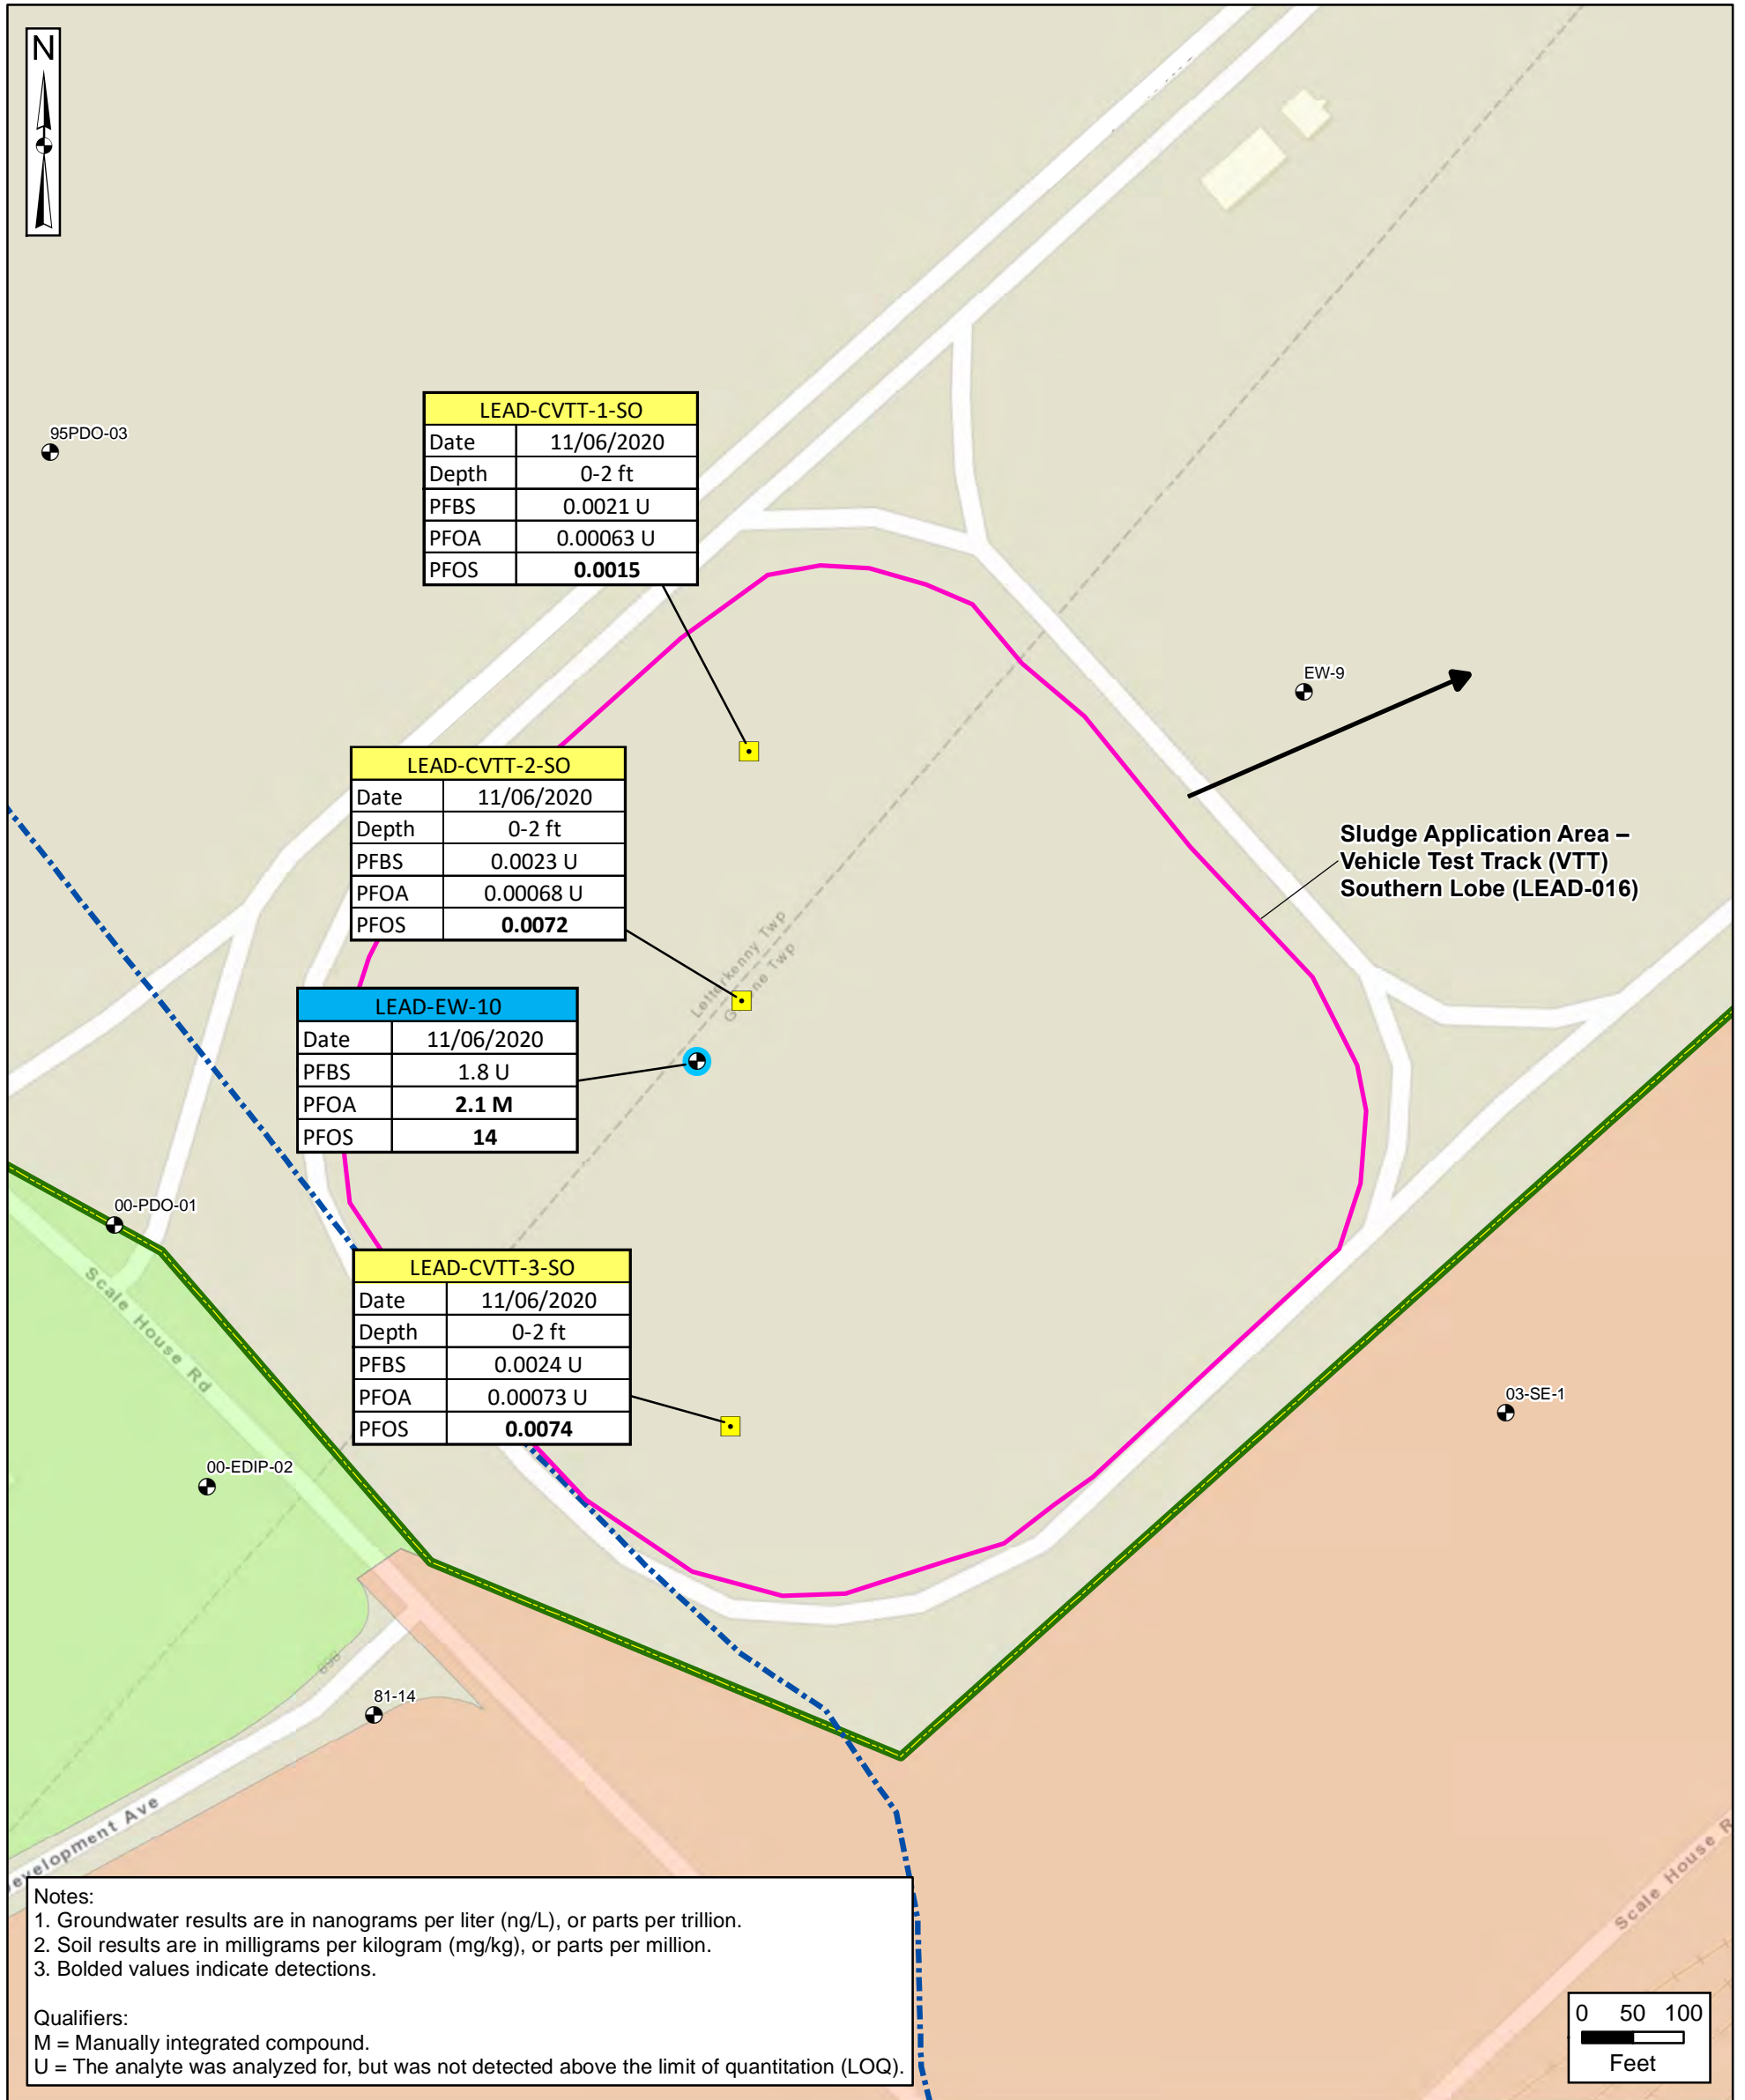 N
95PDO-03
LEAD-CVTT-1-SO
Date 11/06/2020
Depth 0-2 ft
PFBS 0.0021 U
PFOA 0.00063 U
PFOS 0.0015
EW-9
LEAD-CVTT-2-SO
Date 11/06/2020
Depth 0-2 ft
PFBS 0.0023 U
PFOA 0.00068 U
PFOS 0.0072
Sludge Application Area –
Vehicle Test Track (VTT)
Southern Lobe (LEAD-016)
Letterkenny Twp
Twp
LEAD-EW-10
Date 11/06/2020
PFBS 1.8 U
PFOA 2.1 M
PFOS 14
00-PDO-01
Scale House Rd
LEAD-CVTT-3-SO
Date 11/06/2020
Depth 0-2 ft
PFBS 0.0024 U
PFOA 0.00073 U
PFOS 0.0074
03-SE-1
00-EDIP-02
81-14
evelopment Ave
Scale House R
Notes:
1. Groundwater results are in nanograms per liter (ng/L), or parts per trillion.
2. Soil results are in milligrams per kilogram (mg/kg), or parts per million.
3. Bolded values indicate detections.
Qualifiers:
M = Manually integrated compound.
U = The analyte was analyzed for, but was not detected above the limit of quantitation (LOQ).
0 50 100
Feet